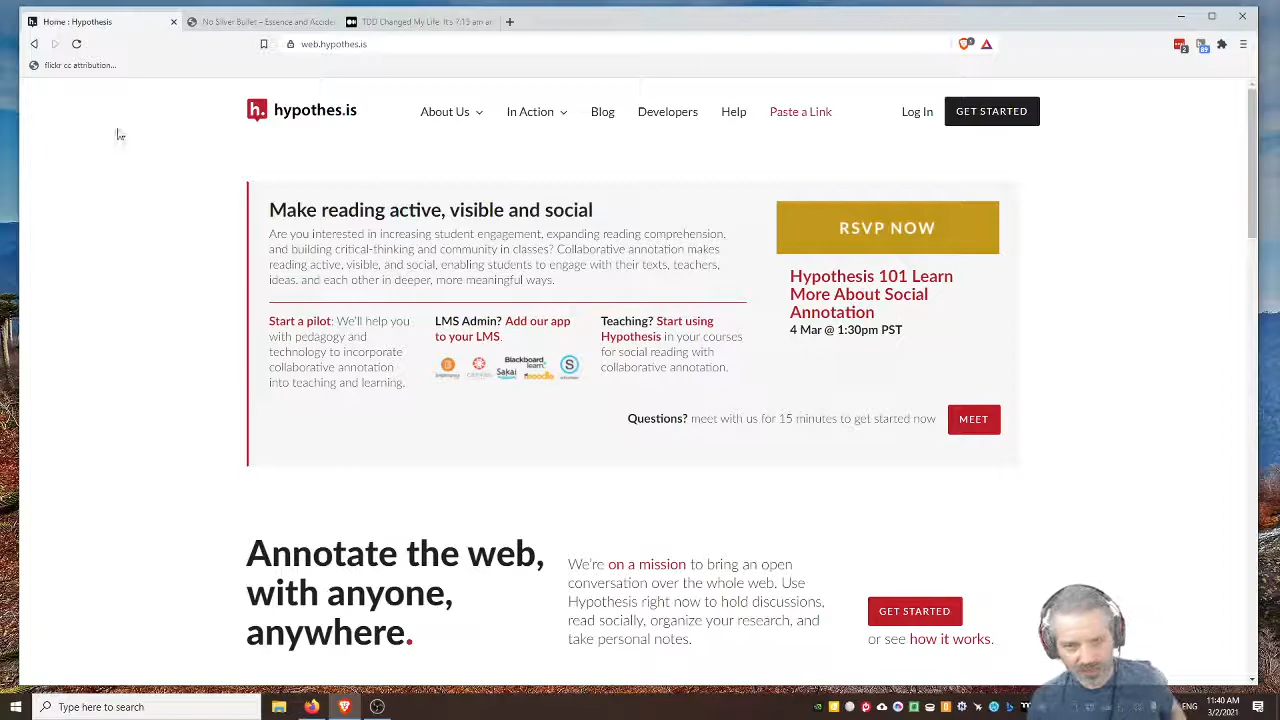 Home : Hypothesis
No Silver Bullet – Essence and Accide
TDD Changed My Life. It's 7:19 am an
web.hypothes.is
flickr cc attribution...
h. hypothes.is
About Us
In Action
Blog
Developers
Help
Paste a Link
Log In
GET STARTED
Make reading active, visible and social
Are you interested in increasing student engagement, expanding reading comprehension,
and building critical-thinking and community in classes? Collaborative annotation makes
reading active, visible, and social, enabling students to engage with their texts, teachers,
ideas, and each other in deeper, more meaningful ways.
Start a pilot: We'll help you
with pedagogy and
technology to incorporate
collaborative annotation
into teaching and learning.
LMS Admin? Add our app
to your LMS.
Blackboard
learn
Sakai
moodle
Teaching? Start using
Hypothesis in your courses
for social reading with
collaborative annotation.
RSVP NOW
Hypothesis 101 Learn
More About Social
Annotation
4 Mar @ 1:30pm PST
Questions? meet with us for 15 minutes to get started now
MEET
Annotate the web,
with anyone,
anywhere.
We're on a mission to bring an open
conversation over the whole web. Use
Hypothesis right now to hold discussions,
read socially, organize your research, and
take personal notes.
GET STARTED
or see how it works.
Type here to search
ENG
11:40 AM
3/2/2021